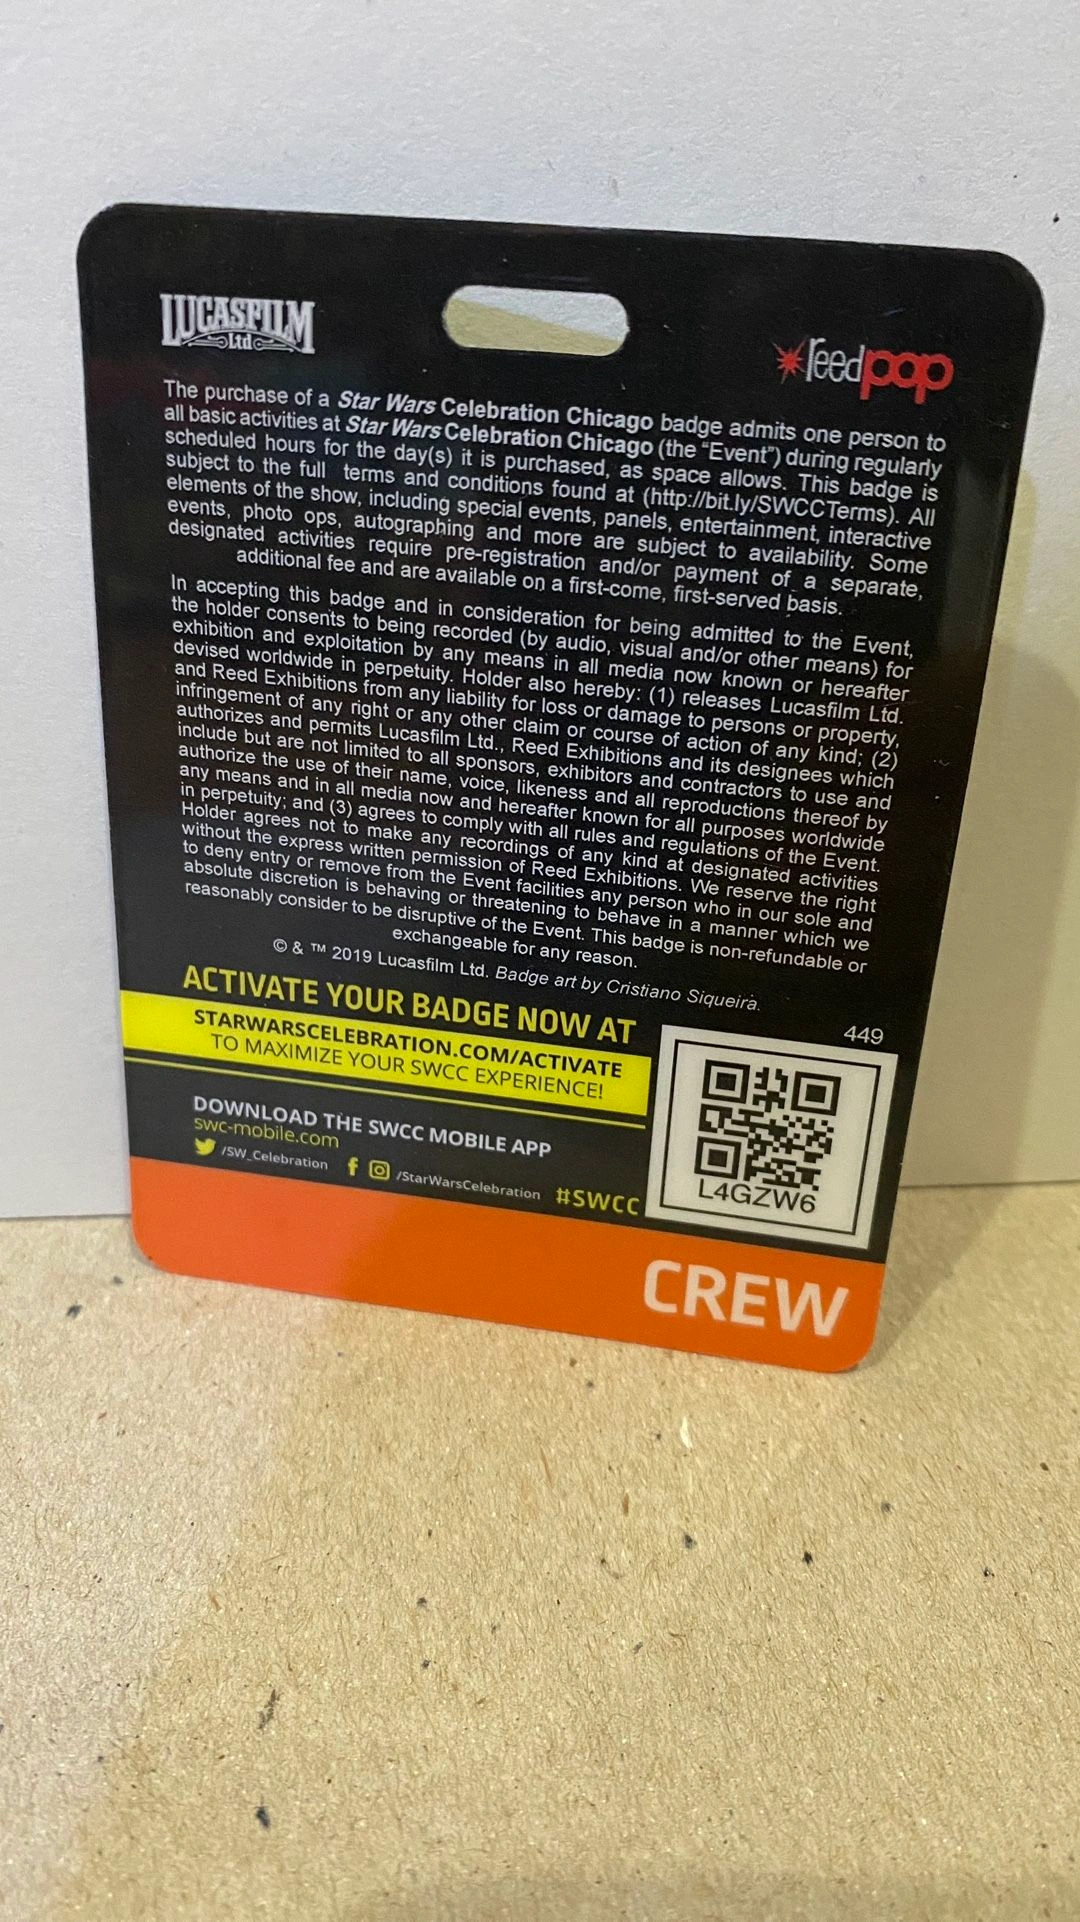 LUCASFILM
Ltd
reedpop
The purchase of a Star Wars Celebration Chicago badge admits one person to
all basic activities at Star Wars Celebration Chicago (the “Event”) during regularly
scheduled hours for the day(s) it is purchased, as space allows. This badge is
subject to the full terms and conditions found at (http://bit.ly/SWCCTerms). All
elements of the show, including special events, panels, entertainment, interactive
events, photo ops, autographing and more are subject to availability. Some
designated activities require pre-registration and/or payment of a separate,
additional fee and are available on a first-come, first-served basis.
In accepting this badge and in consideration for being admitted to the Event,
the holder consents to being recorded (by audio, visual and/or other means) for
exhibition and exploitation by any means in all media now known or hereafter
devised worldwide in perpetuity. Holder also hereby: (1) releases Lucasfilm Ltd.
and Reed Exhibitions from any liability for loss or damage to persons or property,
infringement of any right or any other claim or course of action of any kind; (2)
authorizes and permits Lucasfilm Ltd., Reed Exhibitions and its designees which
include but are not limited to all sponsors, exhibitors and contractors to use and
authorize the use of their name, voice, likeness and all reproductions thereof by
any means and in all media now and hereafter known for all purposes worldwide
in perpetuity; and (3) agrees to comply with all rules and regulations of the Event.
Holder agrees not to make any recordings of any kind at designated activities
without the express written permission of Reed Exhibitions. We reserve the right
to deny entry or remove from the Event facilities any person who in our sole and
absolute discretion is behaving or threatening to behave in a manner which we
reasonably consider to be disruptive of the Event. This badge is non-refundable or
exchangeable for any reason.
© & ™ 2019 Lucasfilm Ltd. Badge art by Cristiano Siqueira.
ACTIVATE YOUR BADGE NOW AT
STARWARSCELEBRATION.COM/ACTIVATE
TO MAXIMIZE YOUR SWCC EXPERIENCE!
DOWNLOAD THE SWCC MOBILE APP
swc-mobile.com
/SW_Celebration f /StarWarsCelebration #SWCC
449
L4GZW6
CREW